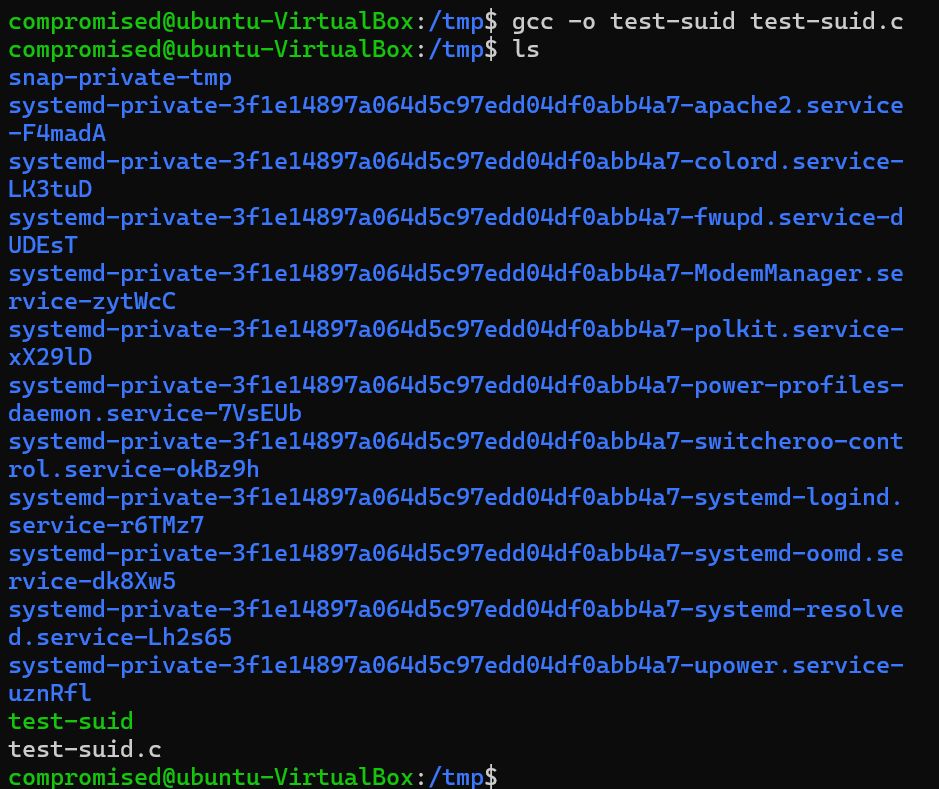 compromised@ubuntu-VirtualBox:/tmp$ gcc -o test-suid test-suid.c
compromised@ubuntu-VirtualBox:/tmp$ ls
snap-private-tmp
systemd-private-3f1e14897a064d5c97edd04df0abb4a7-apache2.service
-F4madA
systemd-private-3f1e14897a064d5c97edd04df0abb4a7-colord.service-
LK3tuD
systemd-private-3f1e14897a064d5c97edd04df0abb4a7-fwupd.service-d
UDEsT
systemd-private-3f1e14897a064d5c97edd04df0abb4a7-ModemManager.se
rvice-zytWcC
systemd-private-3f1e14897a064d5c97edd04df0abb4a7-polkit.service-
xX29lD
systemd-private-3f1e14897a064d5c97edd04df0abb4a7-power-profiles-
daemon.service-7VsEUb
systemd-private-3f1e14897a064d5c97edd04df0abb4a7-switcheroo-cont
rol.service-okBz9h
systemd-private-3f1e14897a064d5c97edd04df0abb4a7-systemd-logind.
service-r6TMz7
systemd-private-3f1e14897a064d5c97edd04df0abb4a7-systemd-oomd.se
rvice-dk8Xw5
systemd-private-3f1e14897a064d5c97edd04df0abb4a7-systemd-resolve
d.service-Lh2s65
systemd-private-3f1e14897a064d5c97edd04df0abb4a7-upower.service-
uznRfl
test-suid
test-suid.c
compromised@ubuntu-VirtualBox:/tmp$